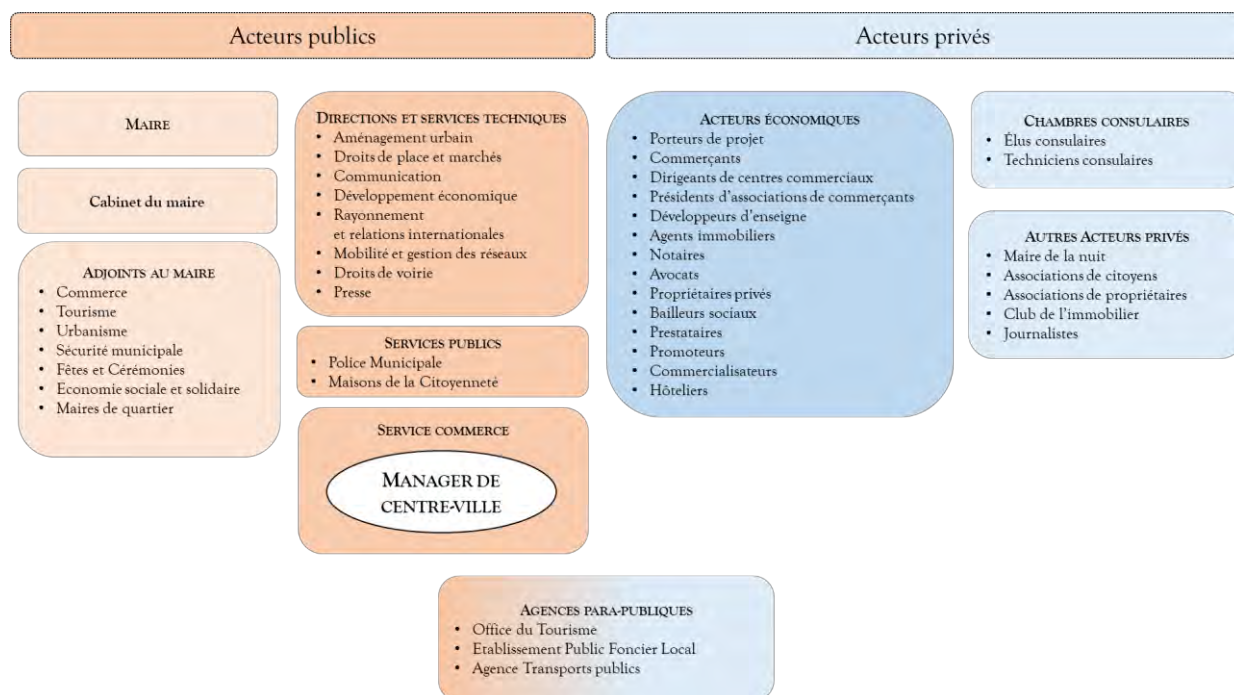 Acteurs publics
Acteurs privés
MAIRE
Cabinet du maire
ADJOINTS AU MAIRE
• Commerce
• Tourisme
• Urbanisme
• Sécurité municipale
• Fêtes et Cérémonies
• Economie sociale et solidaire
• Maires de quartier
DIRECTIONS ET SERVICES TECHNIQUES
• Aménagement urbain
• Droits de place et marchés
• Communication
• Développement économique
• Rayonnement
et relations internationales
• Mobilité et gestion des réseaux
• Droits de voirie
• Presse
SERVICES PUBLICS
• Police Municipale
• Maisons de la Citoyenneté
SERVICE COMMERCE
MANAGER DE
CENTRE-VILLE
ACTEURS ÉCONOMIQUES
• Porteurs de projet
• Commerçants
• Dirigeants de centres commerciaux
• Présidents d'associations de commerçants
• Développeurs d'enseigne
• Agents immobiliers
• Notaires
• Avocats
• Propriétaires privés
• Bailleurs sociaux
• Prestataires
• Promoteurs
• Commercialisateurs
• Hôteliers
CHAMBRES CONSULAIRES
• Élus consulaires
• Techniciens consulaires
AUTRES ACTEURS PRIVÉS
• Maire de la nuit
• Associations de citoyens
• Associations de propriétaires
• Club de l'immobilier
• Journalistes
AGENCES PARA-PUBLIQUES
• Office du Tourisme
• Etablissement Public Foncier Local
• Agence Transports publics